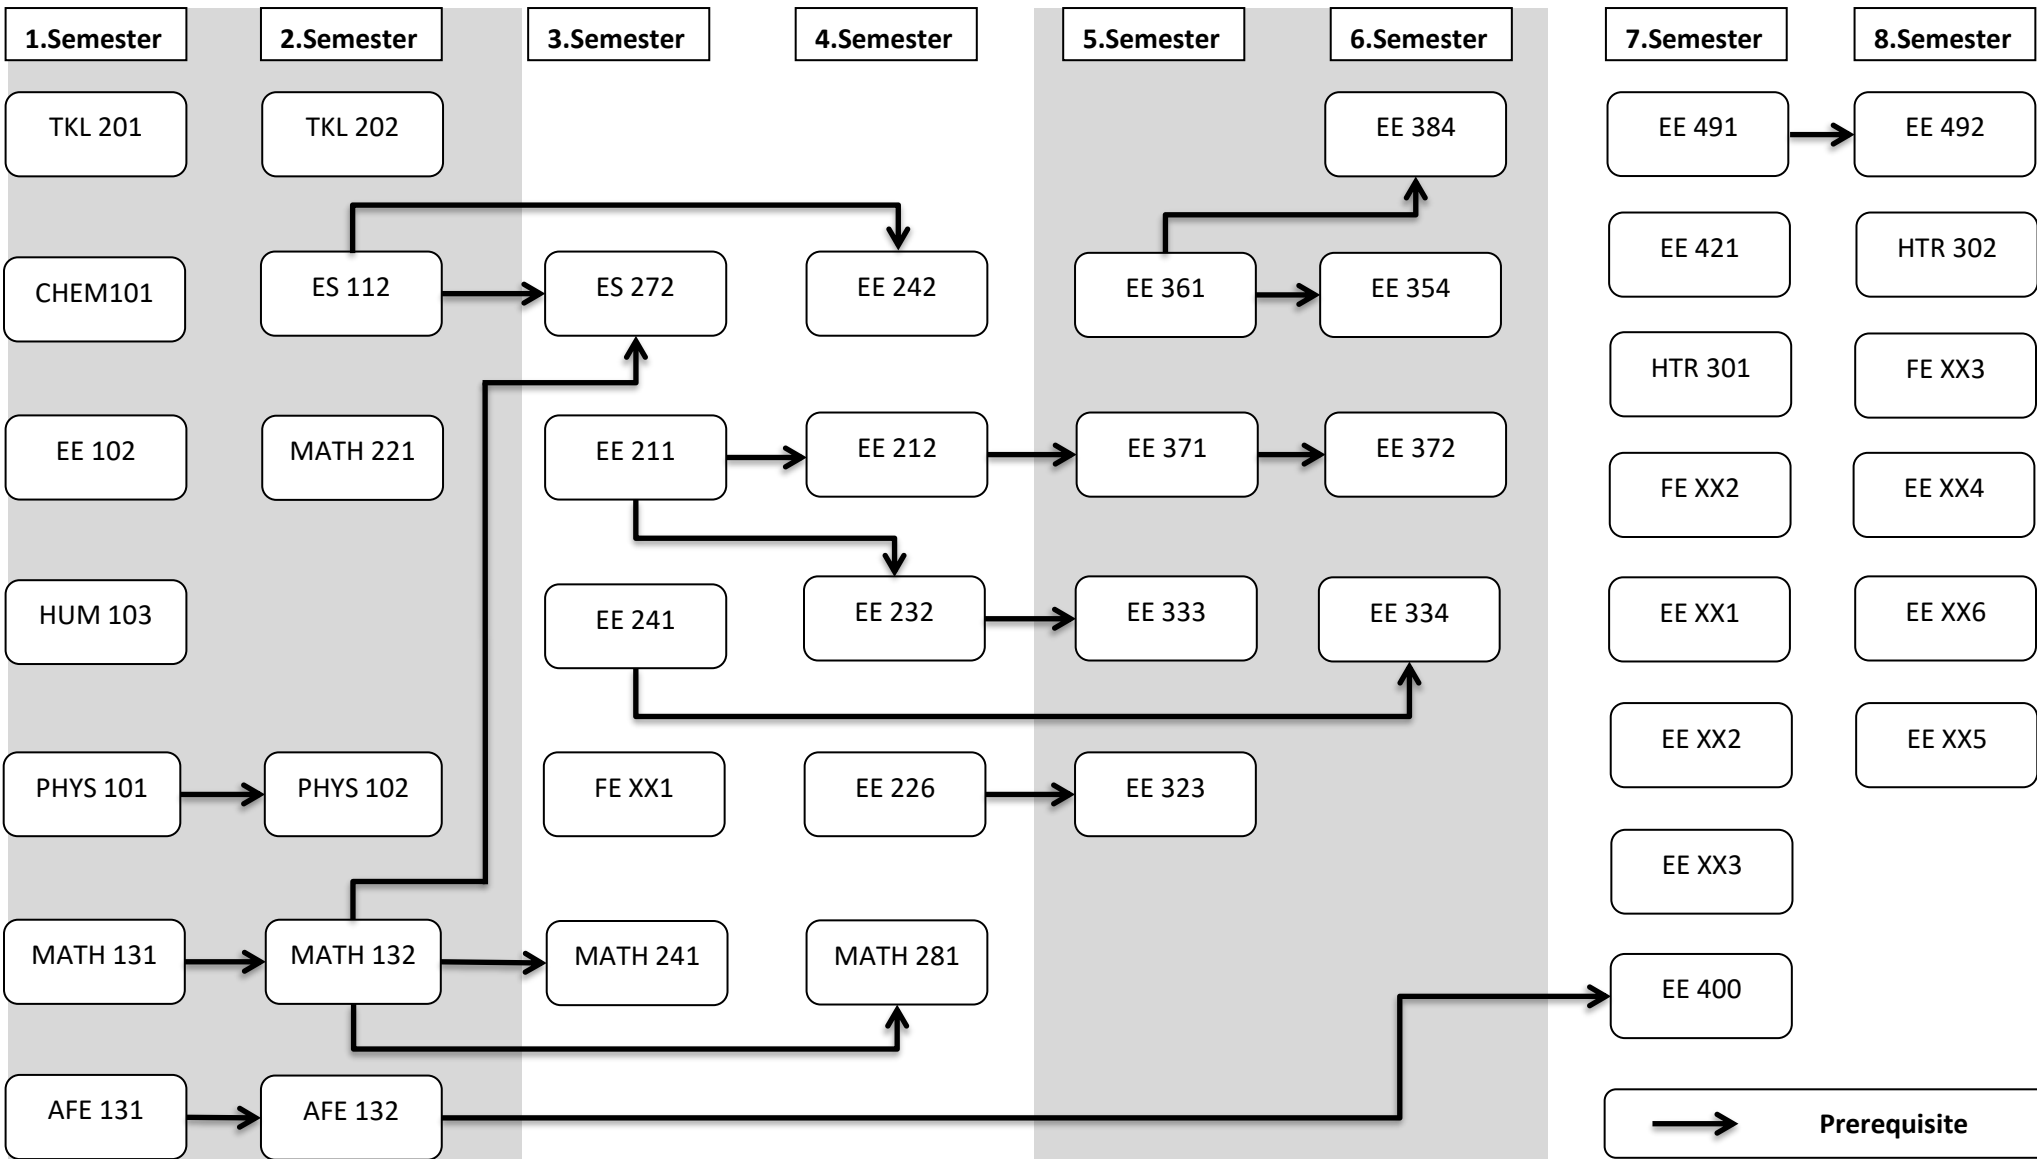 1.Semester
2.Semester
3.Semester
4.Semester
5.Semester
6.Semester
7.Semester
8.Semester
TKL 201
TKL 202
EE 384
EE 491
EE 492
CHEM101
ES 112
ES 272
EE 242
EE 361
EE 354
EE 421
HTR 302
HTR 301
FE XX3
EE 102
MATH 221
EE 211
EE 212
EE 371
EE 372
FE XX2
EE XX4
HUM 103
EE 241
EE 232
EE 333
EE 334
EE XX1
EE XX6
PHYS 101
PHYS 102
FE XX1
EE 226
EE 323
EE XX2
EE XX5
EE XX3
MATH 131
MATH 132
MATH 241
MATH 281
EE 400
AFE 131
AFE 132
Prerequisite